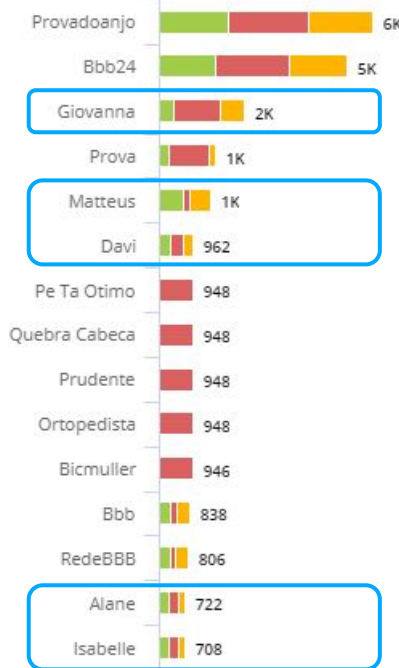 Provadoanjo 6K
Bbb24 5K
Giovanna 2K
Prova 1K
Matteus 1K
Davi 962
Pe Ta Otimo 948
Quebra Cabeca 948
Prudente 948
Ortopedista 948
Bicmuller 946
Bbb 838
RedeBBB 806
Alane 722
Isabelle 708